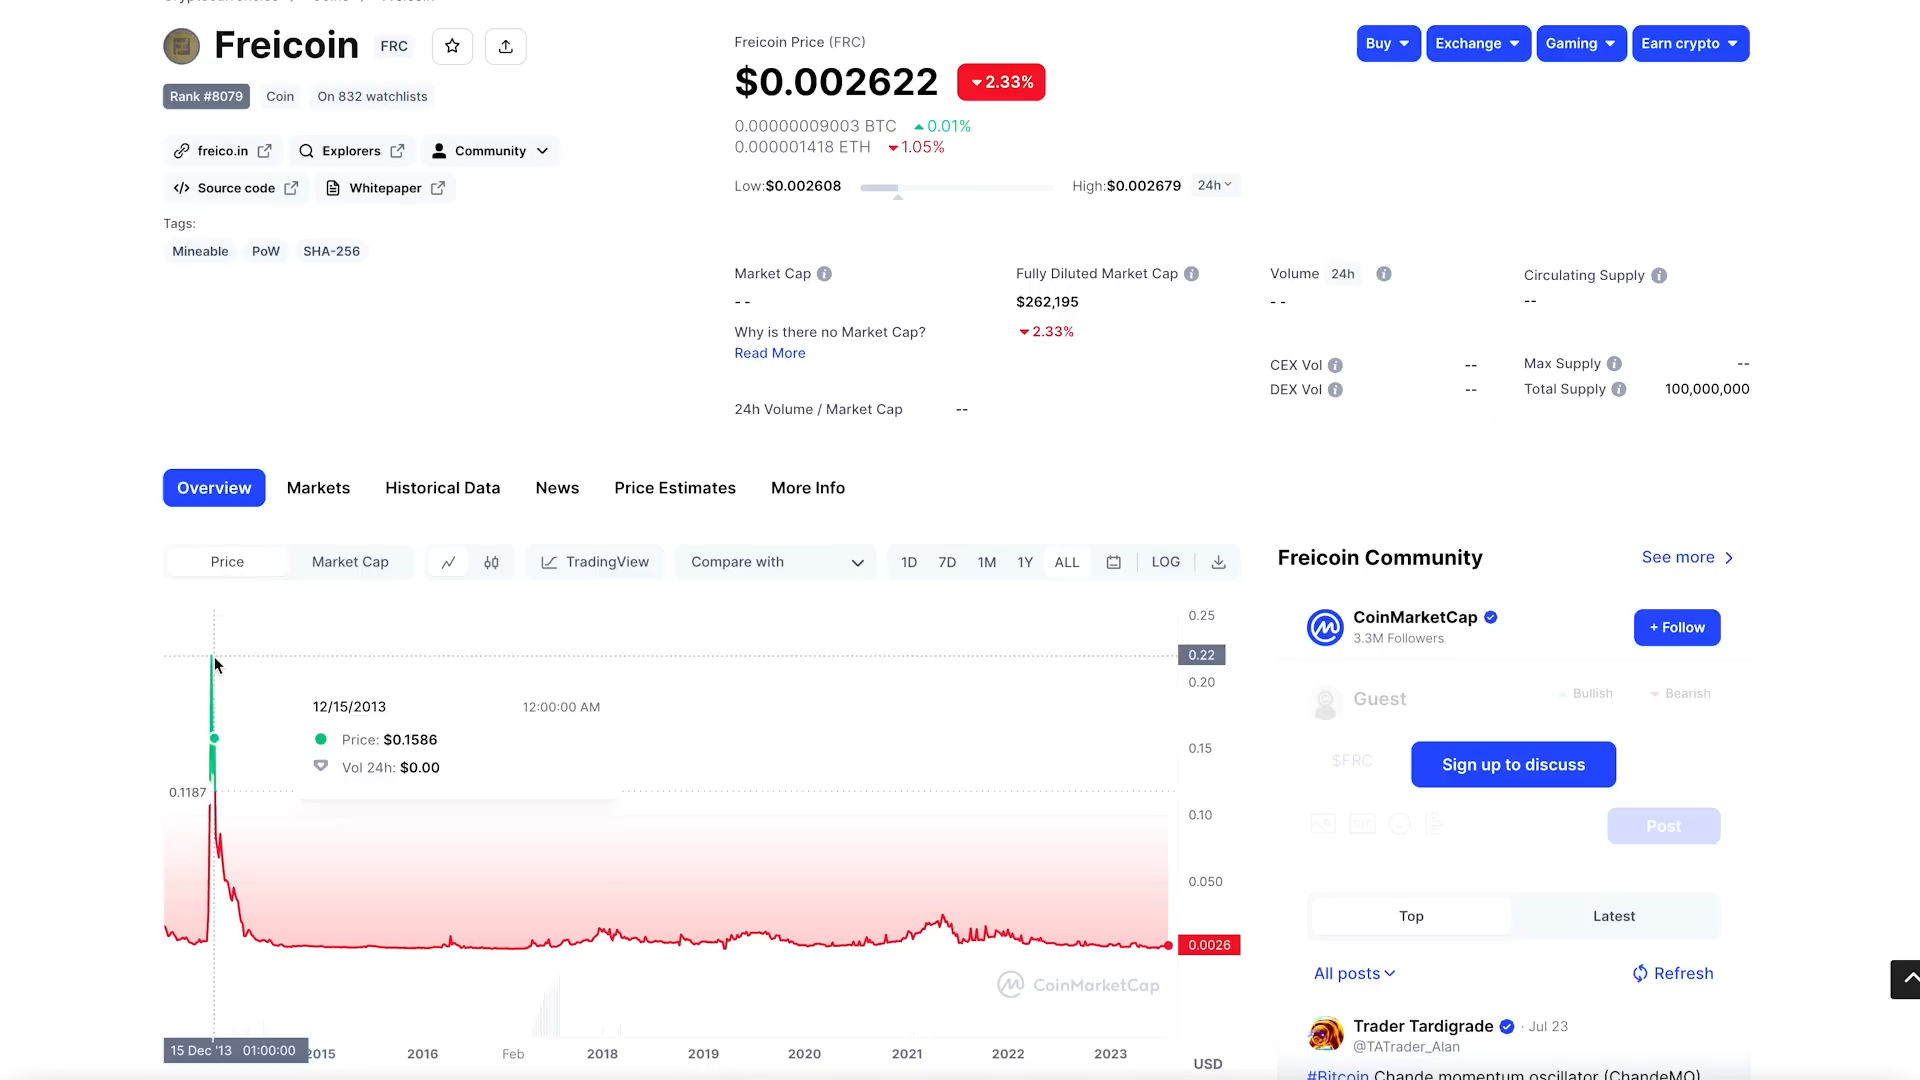 Freicoin FRC
Rank #8079 Coin On 832 watchlists
freico.in Explorers Community
Source code Whitepaper
Tags:
Mineable PoW SHA-256
Freicoin Price (FRC)
$0.002622 2.33%
0.00000009003 BTC 0.01%
0.000001418 ETH 1.05%
Low:$0.002608 High:$0.002679 24h
Buy Exchange Gaming Earn crypto
Market Cap
- -
Why is there no Market Cap?
Read More
24h Volume / Market Cap --
Fully Diluted Market Cap
$262,195
2.33%
Volume 24h
- -
CEX Vol --
DEX Vol --
Circulating Supply
--
Max Supply --
Total Supply 100,000,000
Overview Markets Historical Data News Price Estimates More Info
Price Market Cap TradingView Compare with 1D 7D 1M 1Y ALL LOG
0.25
0.22
0.20
0.15
0.10
0.050
0.0026
0.1187
12/15/2013 12:00:00 AM
Price: $0.1586
Vol 24h: $0.00
CoinMarketCap
15 Dec '13 01:00:00 2015 2016 Feb 2018 2019 2020 2021 2022 2023
USD
Freicoin Community See more
CoinMarketCap
3.3M Followers
+ Follow
Guest Bullish Bearish
$FRC
Sign up to discuss
Post
Top Latest
All posts Refresh
Trader Tardigrade · Jul 23
@TATrader_Alan
#Bitcoin Chande momentum oscillator (ChandeMO)